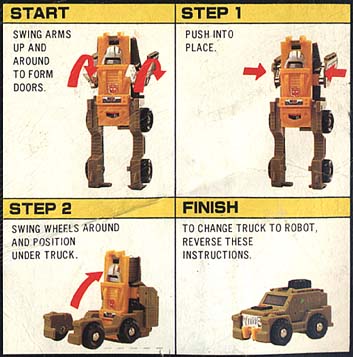 START
SWING ARMS
UP AND
AROUND
TO FORM
DOORS.
STEP 1
PUSH INTO
PLACE.
STEP 2
SWING WHEELS AROUND
AND POSITION
UNDER TRUCK.
FINISH
TO CHANGE TRUCK TO ROBOT,
REVERSE THESE
INSTRUCTIONS.